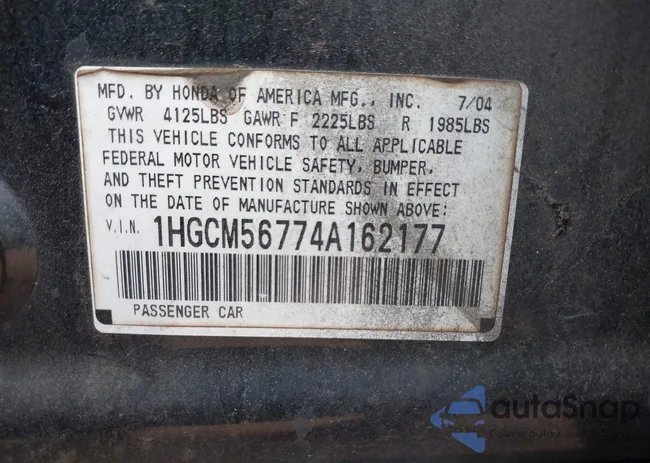 MFD. BY HONDA OF AMERICA MFG., INC. 7/04
GVWR 4125LBS GAWR F 2225LBS R 1985LBS
THIS VEHICLE CONFORMS TO ALL APPLICABLE
FEDERAL MOTOR VEHICLE SAFETY, BUMPER,
AND THEFT PREVENTION STANDARDS IN EFFECT
ON THE DATE OF MANUFACTURE SHOWN ABOVE:
V.I.N. 1HGCM56774A162177
PASSENGER CAR
autoSnap